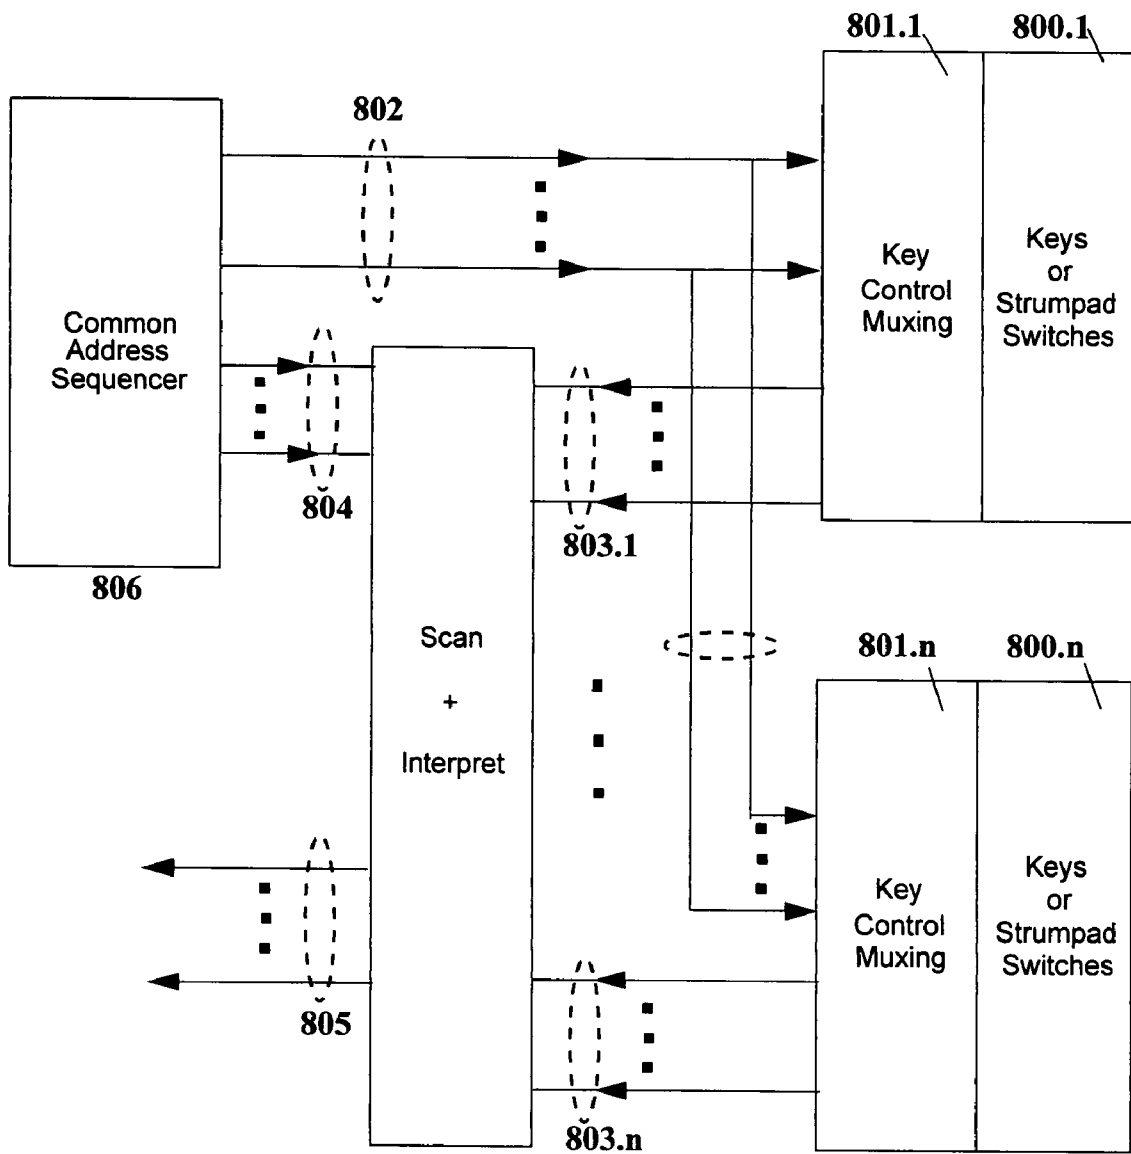 801.1
800.1
802
Key
Control
Muxing
Keys
or
Strumpad
Switches
Common
Address
Sequencer
804
803.1
806
Scan
+
Interpret
801.n
800.n
Key
Control
Muxing
Keys
or
Strumpad
Switches
805
803.n